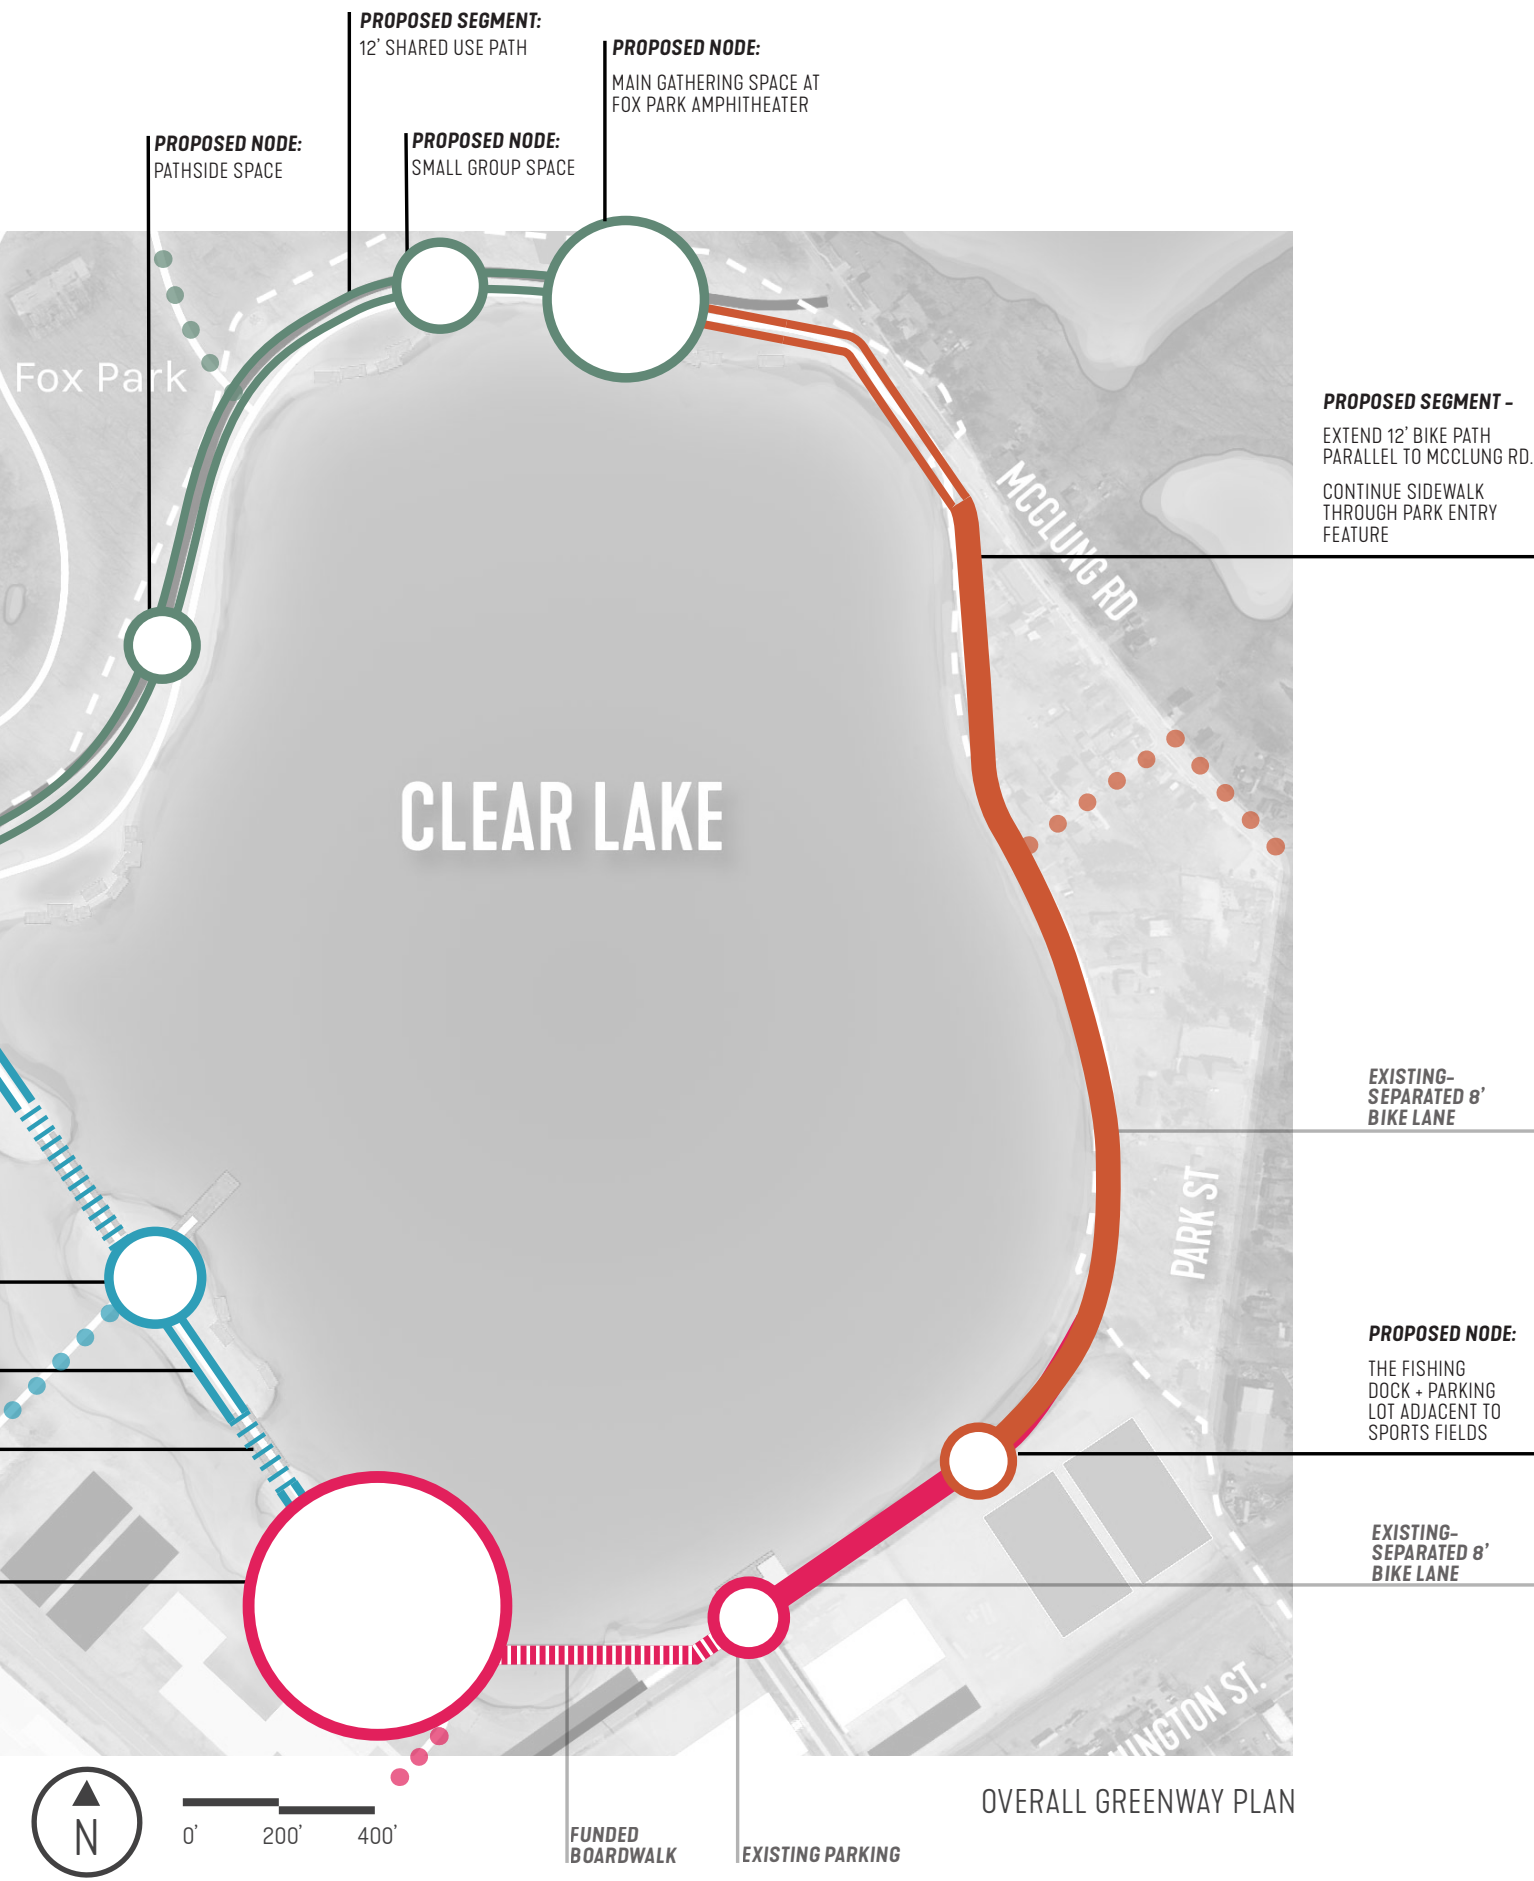 PROPOSED SEGMENT:
12' SHARED USE PATH
PROPOSED NODE:
MAIN GATHERING SPACE AT
FOX PARK AMPHITHEATER
PROPOSED NODE:
PATHSIDE SPACE
PROPOSED NODE:
SMALL GROUP SPACE
Fox Park
PROPOSED SEGMENT -
EXTEND 12' BIKE PATH
PARALLEL TO MCCLUNG RD.
CONTINUE SIDEWALK
THROUGH PARK ENTRY
FEATURE
MCCLUNG RD
CLEAR LAKE
EXISTING-
SEPARATED 8'
BIKE LANE
PARK ST
PROPOSED NODE:
THE FISHING
DOCK + PARKING
LOT ADJACENT TO
SPORTS FIELDS
EXISTING-
SEPARATED 8'
BIKE LANE
INGTON ST.
OVERALL GREENWAY PLAN
N
0' 200' 400'
FUNDED
BOARDWALK
EXISTING PARKING